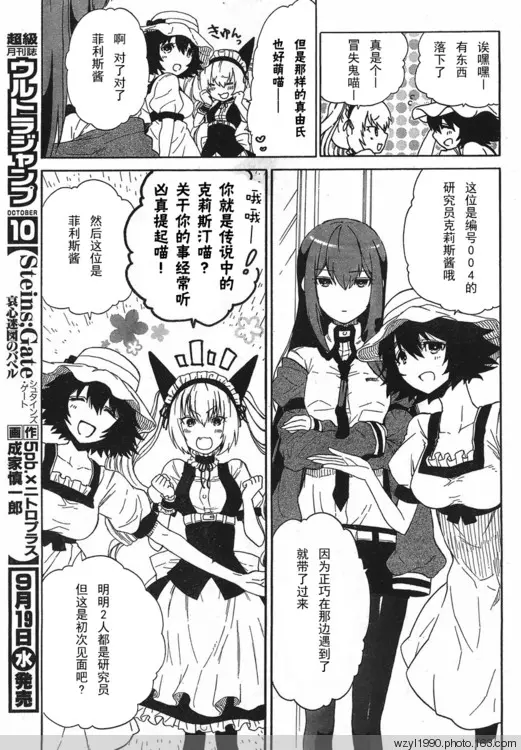 诶嘿嘿—
有东西
落下了
真是个—
冒失鬼喵—
但是那样的真由氏
也好萌喵—
きゅんっ
啊 对了对了
菲利斯酱
这位是编号004的
研究员克莉斯酱哦
因为正巧在
那边遇到了
就带了过来
哦—
哦—
你就是传说中的
克莉斯汀喵?
关于你的事经常听
凶真提起喵!
然后这位是
菲利斯酱
明明2人都是研究员
但这是初次见面吧?
超級
月刊誌
ウルトラジャンプ
OCTOBER
10
Steins;Gate
シュタインズ・ゲート
哀心迷図のバベル
作 5pb.×ニトロプラス
画 成家慎一郎
9月19日(水)発売
wzyl1990.photo.163.com